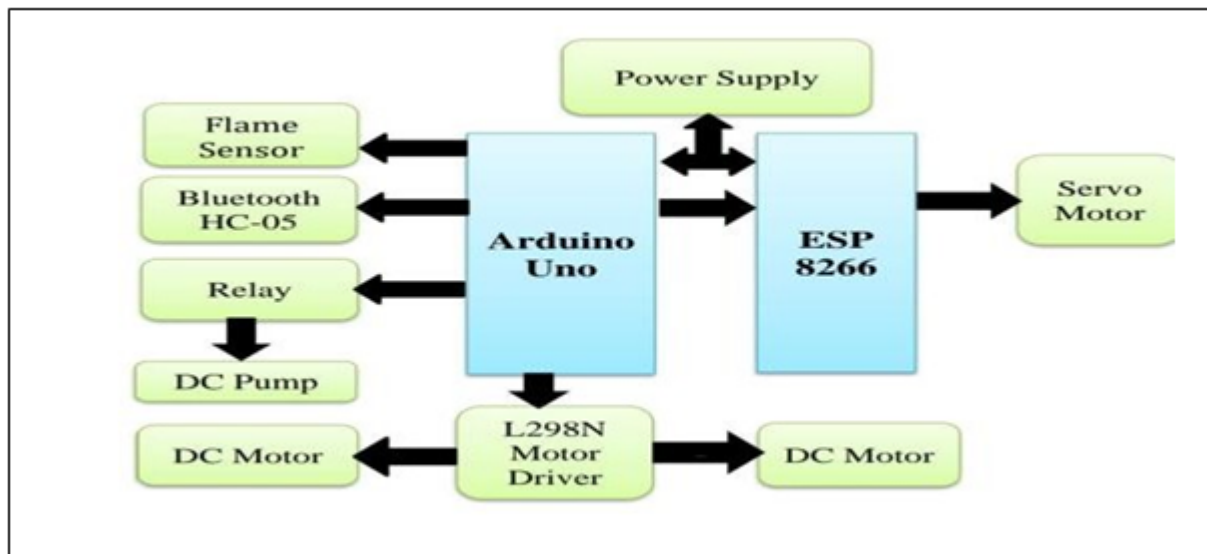 Power Supply
Flame
Sensor
Bluetooth
HC-05
Relay
DC Pump
DC Motor
Arduino
Uno
L298N
Motor
Driver
ESP
8266
Servo
Motor
DC Motor